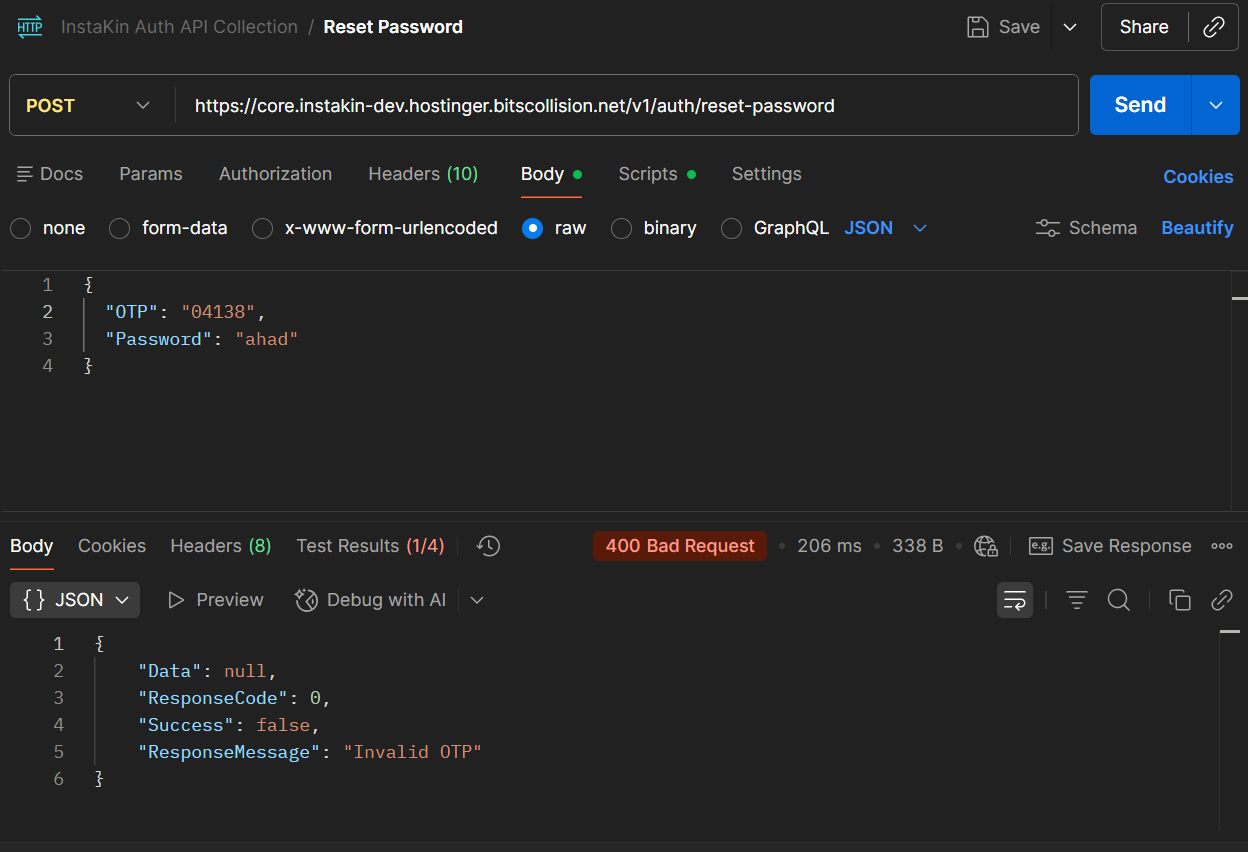 HTTP InstaKin Auth API Collection / Reset Password Save Share
POST https://core.instakin-dev.hostinger.bitscollision.net/v1/auth/reset-password Send
Docs Params Authorization Headers (10) Body Scripts Settings Cookies
none form-data x-www-form-urlencoded raw binary GraphQL JSON Schema Beautify
1 {
2 "OTP": "04138",
3 "Password": "ahad"
4 }
Body Cookies Headers (8) Test Results (1/4) 400 Bad Request • 206 ms • 338 B • e.g. Save Response
{} JSON Preview Debug with AI
1 {
2 "Data": null,
3 "ResponseCode": 0,
4 "Success": false,
5 "ResponseMessage": "Invalid OTP"
6 }